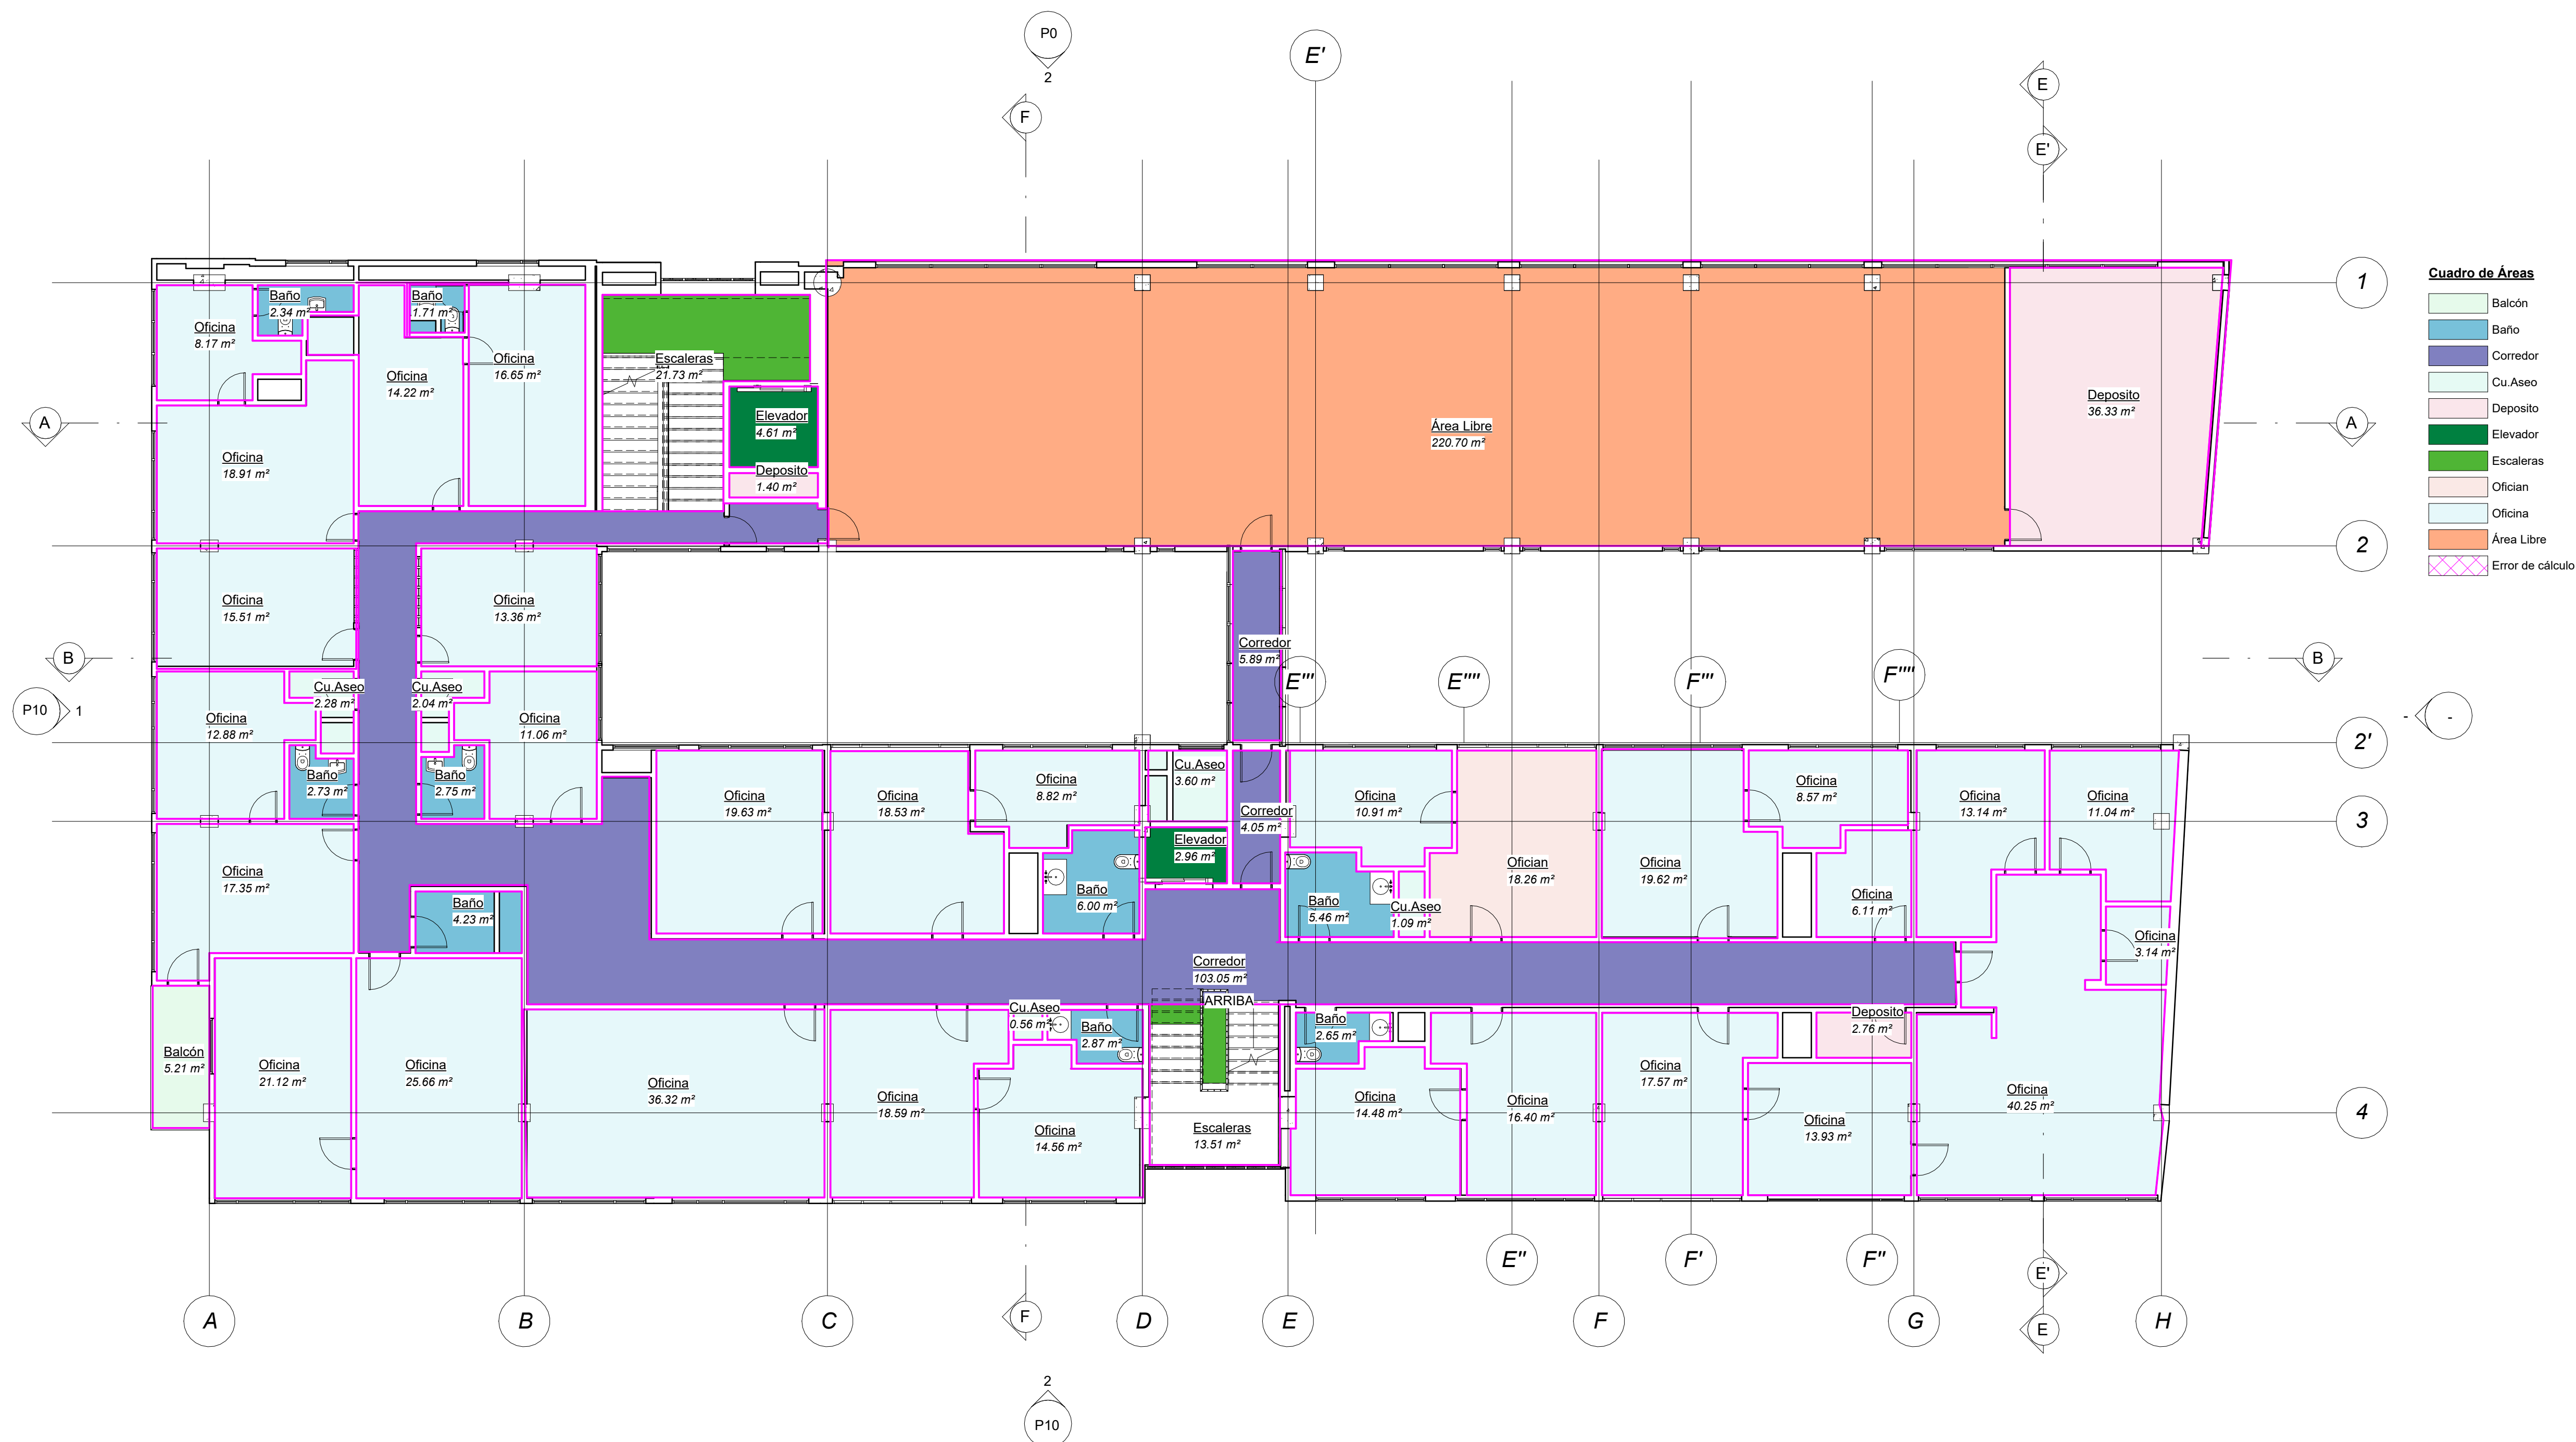 P0
2
E'
E
F
E'
1
Cuadro de Áreas
Balcón
Baño
Corredor
Cu.Aseo
Deposito
Elevador
Escaleras
Ofician
Oficina
Área Libre
Error de cálculo
Baño
2.34 m²
Baño
1.71 m²
Oficina
8.17 m²
Oficina
14.22 m²
Oficina
16.65 m²
Escaleras
21.73 m²
Elevador
4.61 m²
Deposito
1.40 m²
Área Libre
220.70 m²
Deposito
36.33 m²
A
A
Oficina
18.91 m²
2
Oficina
15.51 m²
Oficina
13.36 m²
Corredor
5.89 m²
B
B
E'''
E''''
F'''
F''''
P10
1
-
-
Cu.Aseo
2.28 m²
Cu.Aseo
2.04 m²
Oficina
12.88 m²
Oficina
11.06 m²
2'
Baño
2.73 m²
Baño
2.75 m²
Oficina
19.63 m²
Oficina
18.53 m²
Oficina
8.82 m²
Cu.Aseo
3.60 m²
Corredor
4.05 m²
Oficina
10.91 m²
Oficina
8.57 m²
Oficina
13.14 m²
Oficina
11.04 m²
3
Elevador
2.96 m²
Oficina
17.35 m²
Baño
4.23 m²
Baño
6.00 m²
Baño
5.46 m²
Cu.Aseo
1.09 m²
Ofician
18.26 m²
Oficina
19.62 m²
Oficina
6.11 m²
Oficina
3.14 m²
Corredor
103.05 m²
ARRIBA
Cu.Aseo
0.56 m²
Baño
2.87 m²
Baño
2.65 m²
Deposito
2.76 m²
Balcón
5.21 m²
Oficina
21.12 m²
Oficina
25.66 m²
Oficina
36.32 m²
Oficina
18.59 m²
Oficina
14.56 m²
Escaleras
13.51 m²
Oficina
14.48 m²
Oficina
16.40 m²
Oficina
17.57 m²
Oficina
13.93 m²
Oficina
40.25 m²
4
E''
F'
F''
E'
A
B
C
F
D
E
F
G
E
H
2
P10